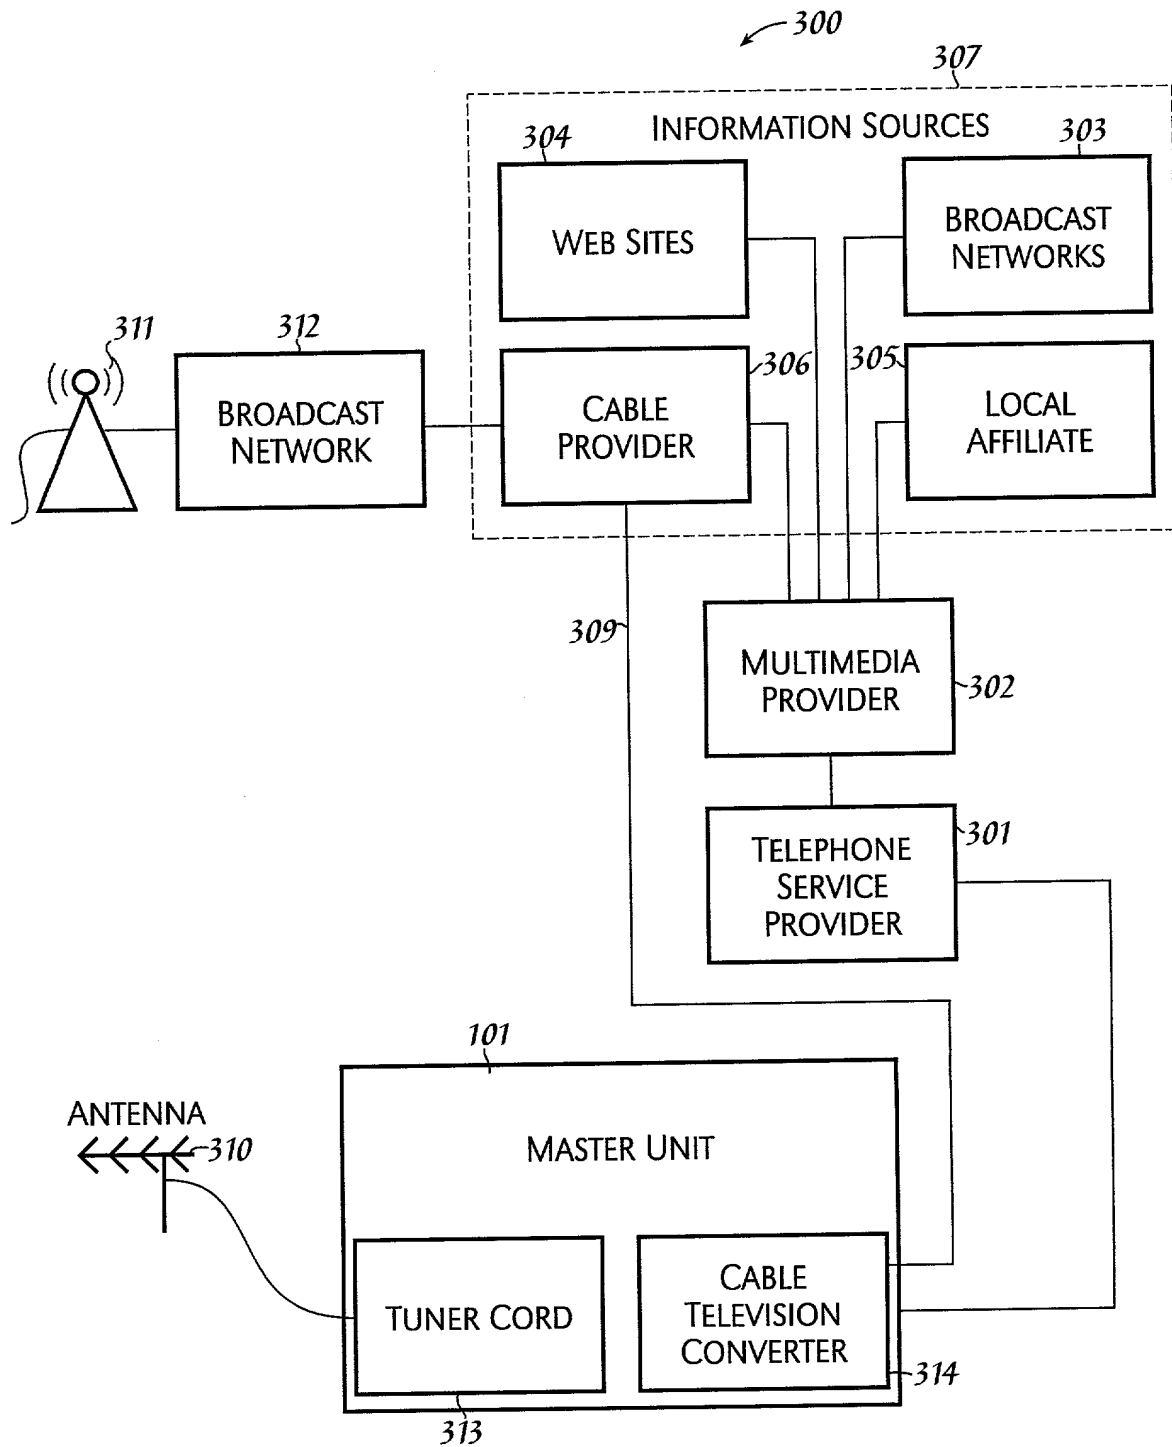 300
307
INFORMATION SOURCES
304
303
WEB SITES
BROADCAST
NETWORKS
311
312
306
305
BROADCAST
NETWORK
CABLE
PROVIDER
LOCAL
AFFILIATE
309
MULTIMEDIA
PROVIDER
302
301
TELEPHONE
SERVICE
PROVIDER
101
ANTENNA
310
MASTER UNIT
TUNER CORD
CABLE
TELEVISION
CONVERTER
314
313